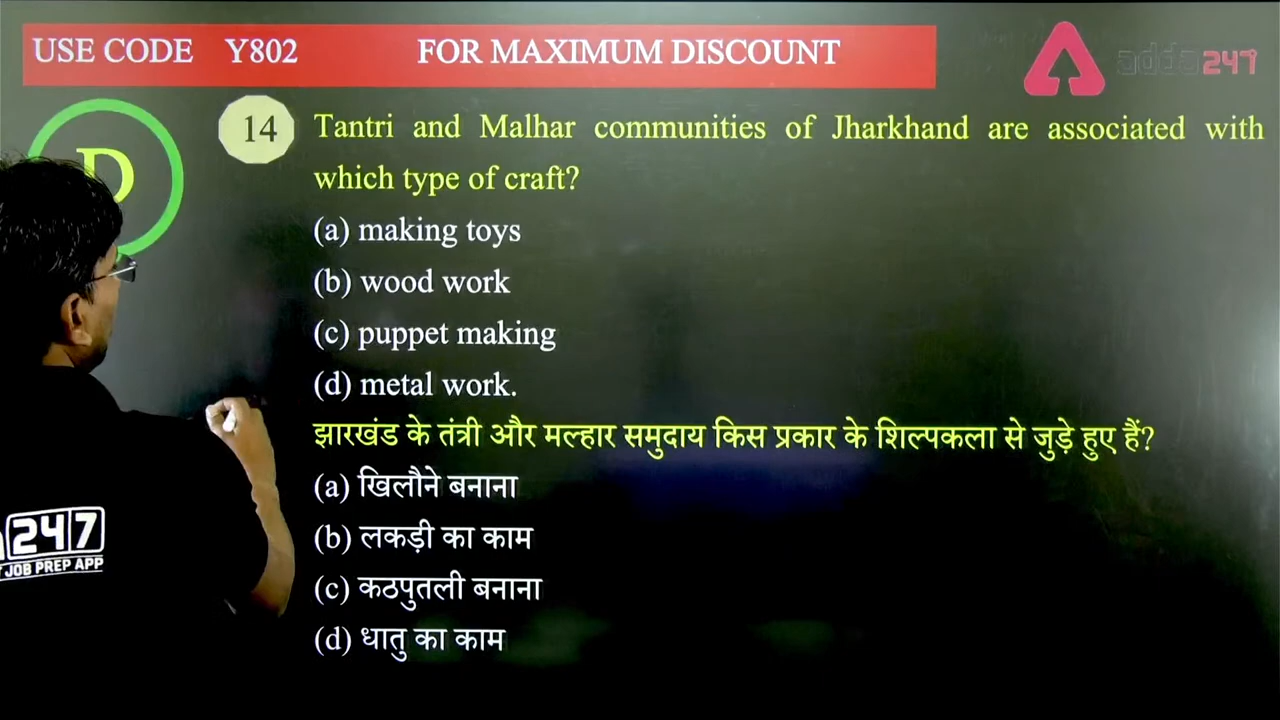 USE CODE Y802 FOR MAXIMUM DISCOUNT
adda247
D
14 Tantri and Malhar communities of Jharkhand are associated with
which type of craft?
(a) making toys
(b) wood work
(c) puppet making
(d) metal work.
झारखंड के तंत्री और मल्हार समुदाय किस प्रकार के शिल्पकला से जुड़े हुए हैं?
(a) खिलौने बनाना
(b) लकड़ी का काम
(c) कठपुतली बनाना
(d) धातु का काम
247
JOB PREP APP